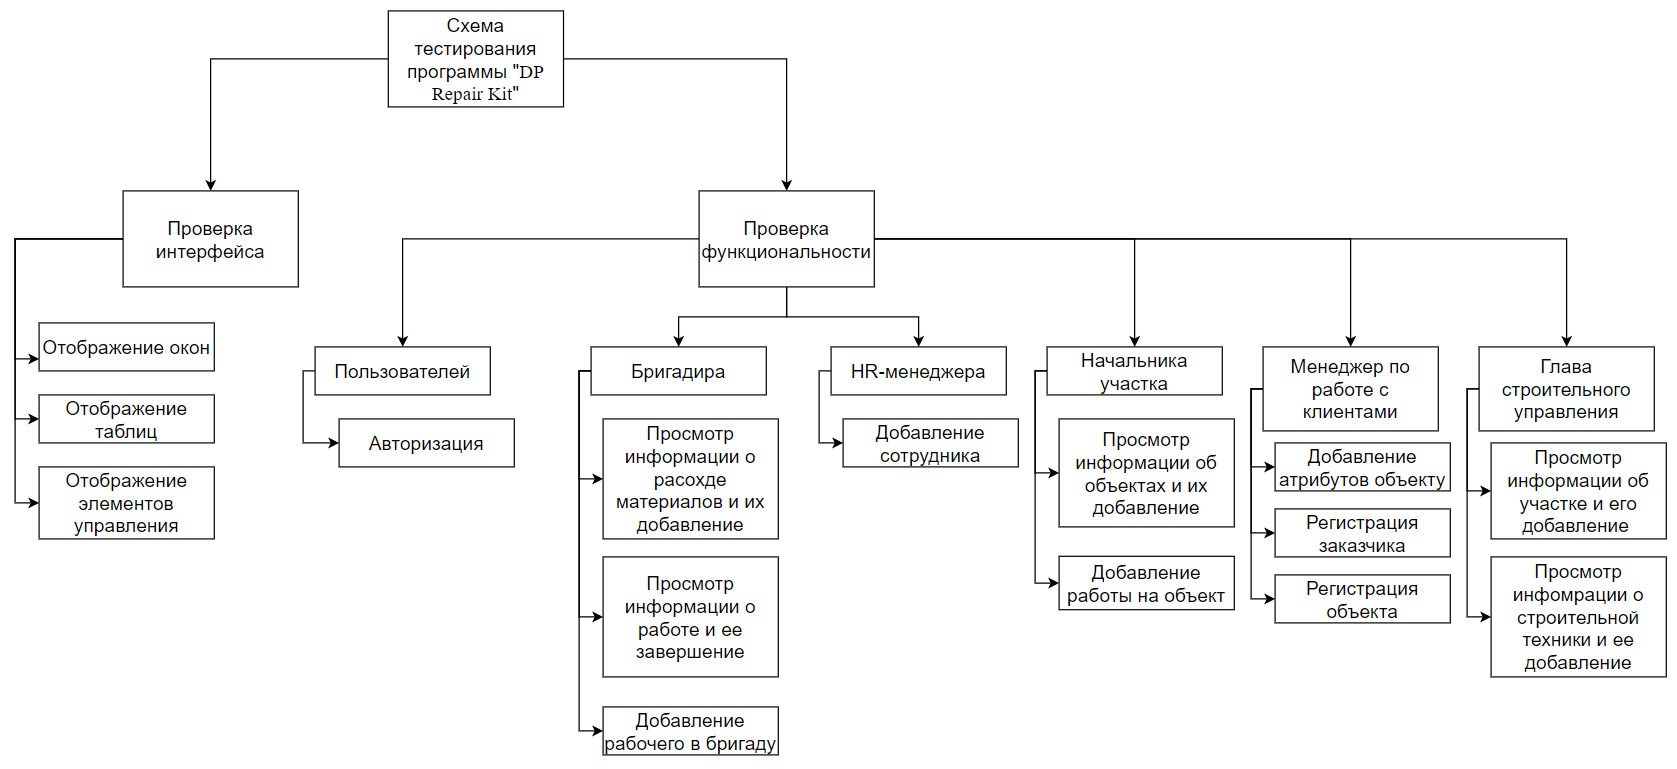 Схема
тестирования
программы "DP
Repair Kit"
Проверка
интерфейса
Проверка
функциональности
Отображение окон
Отображение
таблиц
Отображение
элементов
управления
Пользователей
Авторизация
Бригадира
Просмотр
информации о
расохде
материалов и их
добавление
Просмотр
информации о
работе и ее
завершение
Добавление
рабочего в бригаду
HR-менеджера
Добавление
сотрудника
Начальника
участка
Просмотр
информации об
объектах и их
добавление
Добавление
работы на объект
Менеджер по
работе с
клиентами
Добавление
атрибутов объекту
Регистрация
заказчика
Регистрация
объекта
Глава
строительного
управления
Просмотр
информации об
участке и его
добавление
Просмотр
инфомрации о
строительной
техники и ее
добавление